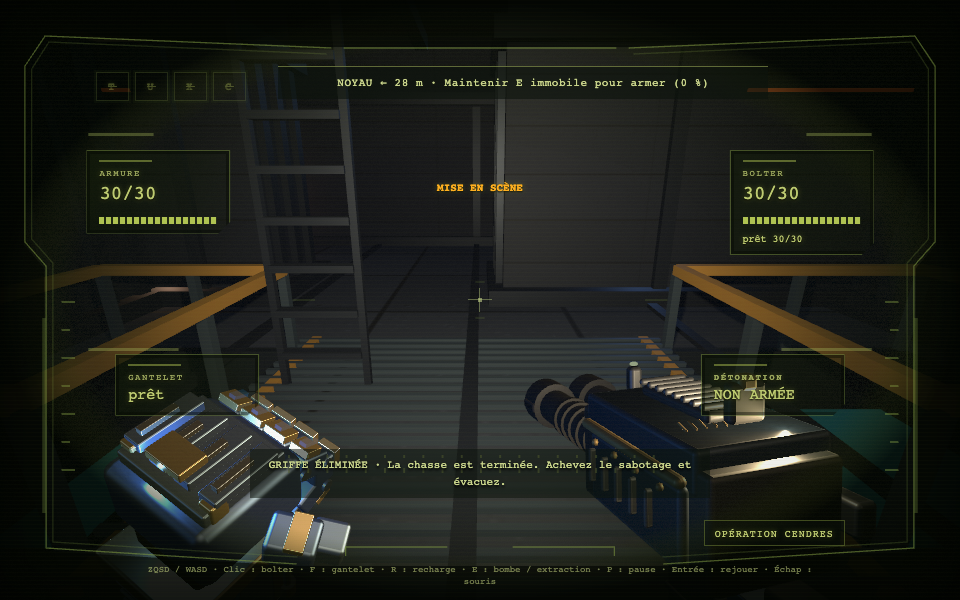 NOYAU ← 28 m · Maintenir E immobile pour armer (0 %)
ARMURE
30/30
BOLTER
30/30
prêt 30/30
MISE EN SCÈNE
GANTELET
prêt
DÉTONATION
NON ARMÉE
GRIFFE ÉLIMINÉE · La chasse est terminée. Achevez le sabotage et
évacuez.
OPÉRATION CENDRES
ZQSD / WASD · Clic : bolter · F : gantelet · R : recharge · E : bombe / extraction · P : pause · Entrée : rejouer · Échap :
souris